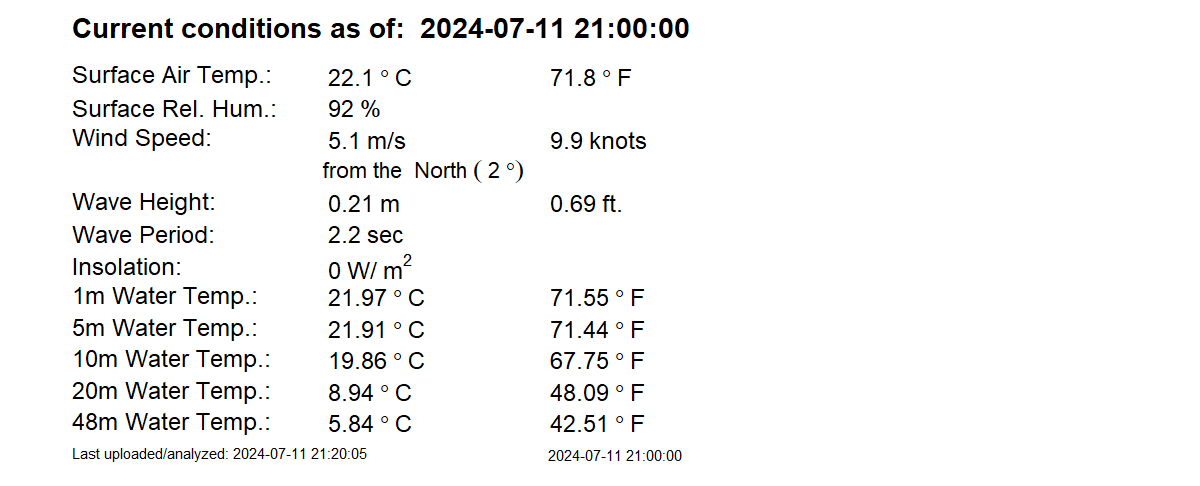 Current conditions as of: 2024-07-11 21:00:00
Surface Air Temp.: 22.1 ° C 71.8 ° F
Surface Rel. Hum.: 92 %
Wind Speed: 5.1 m/s 9.9 knots
from the North ( 2 °)
Wave Height: 0.21 m 0.69 ft.
Wave Period: 2.2 sec
Insolation: 0 W/ m²
1m Water Temp.: 21.97 ° C 71.55 ° F
5m Water Temp.: 21.91 ° C 71.44 ° F
10m Water Temp.: 19.86 ° C 67.75 ° F
20m Water Temp.: 8.94 ° C 48.09 ° F
48m Water Temp.: 5.84 ° C 42.51 ° F
Last uploaded/analyzed: 2024-07-11 21:20:05 2024-07-11 21:00:00